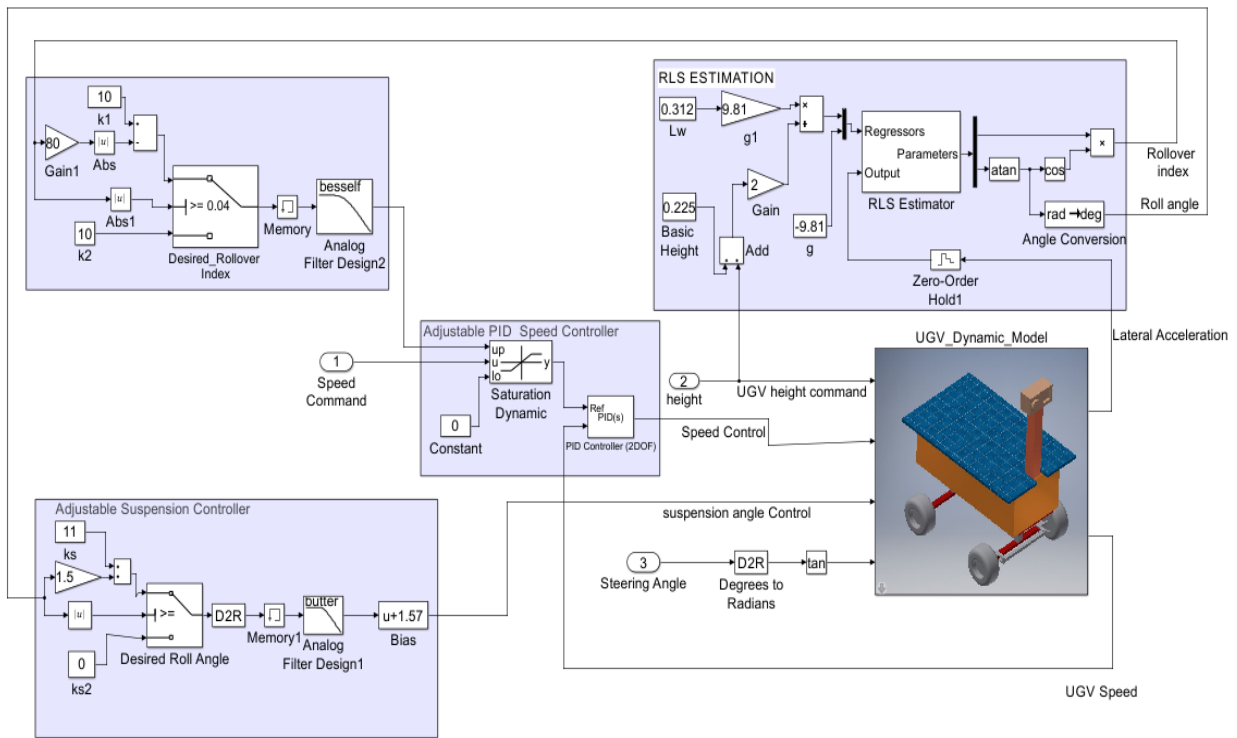 RLS ESTIMATION
0.312
Lw
9.81
g1
×
÷
Regressors
Parameters
Output
RLS Estimator
atan
cos
×
Rollover
index
Roll angle
rad
deg
Angle Conversion
0.225
Basic
Height
2
Gain
-9.81
g
Add
Zero-Order
Hold1
Lateral Acceleration
10
k1
80
Gain1
|u|
Abs
|u|
Abs1
10
k2
>= 0.04
Desired_Rollover
Index
Memory
besself
Analog
Filter Design2
Adjustable PID Speed Controller
up
u
lo
y
Saturation
Dynamic
0
Constant
Ref
PID(s)
PID Controller (2DOF)
1
Speed
Command
2
height
UGV height command
Speed Control
UGV_Dynamic_Model
Adjustable Suspension Controller
11
ks
1.5
|u|
0
ks2
>=
Desired Roll Angle
D2R
Memory1
butter
Analog
Filter Design1
u+1.57
Bias
suspension angle Control
3
Steering Angle
D2R
Degrees to
Radians
tan
UGV Speed